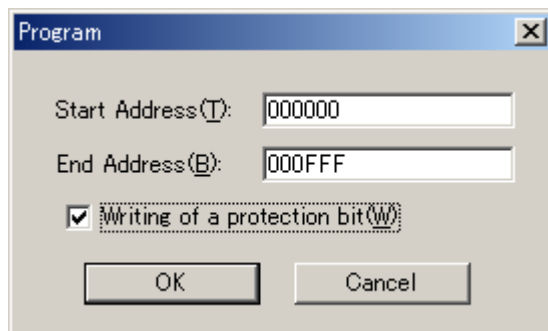 Program
Start Address(T): 000000
End Address(B): 000FFF
Writing of a protection bit(W)
OK Cancel